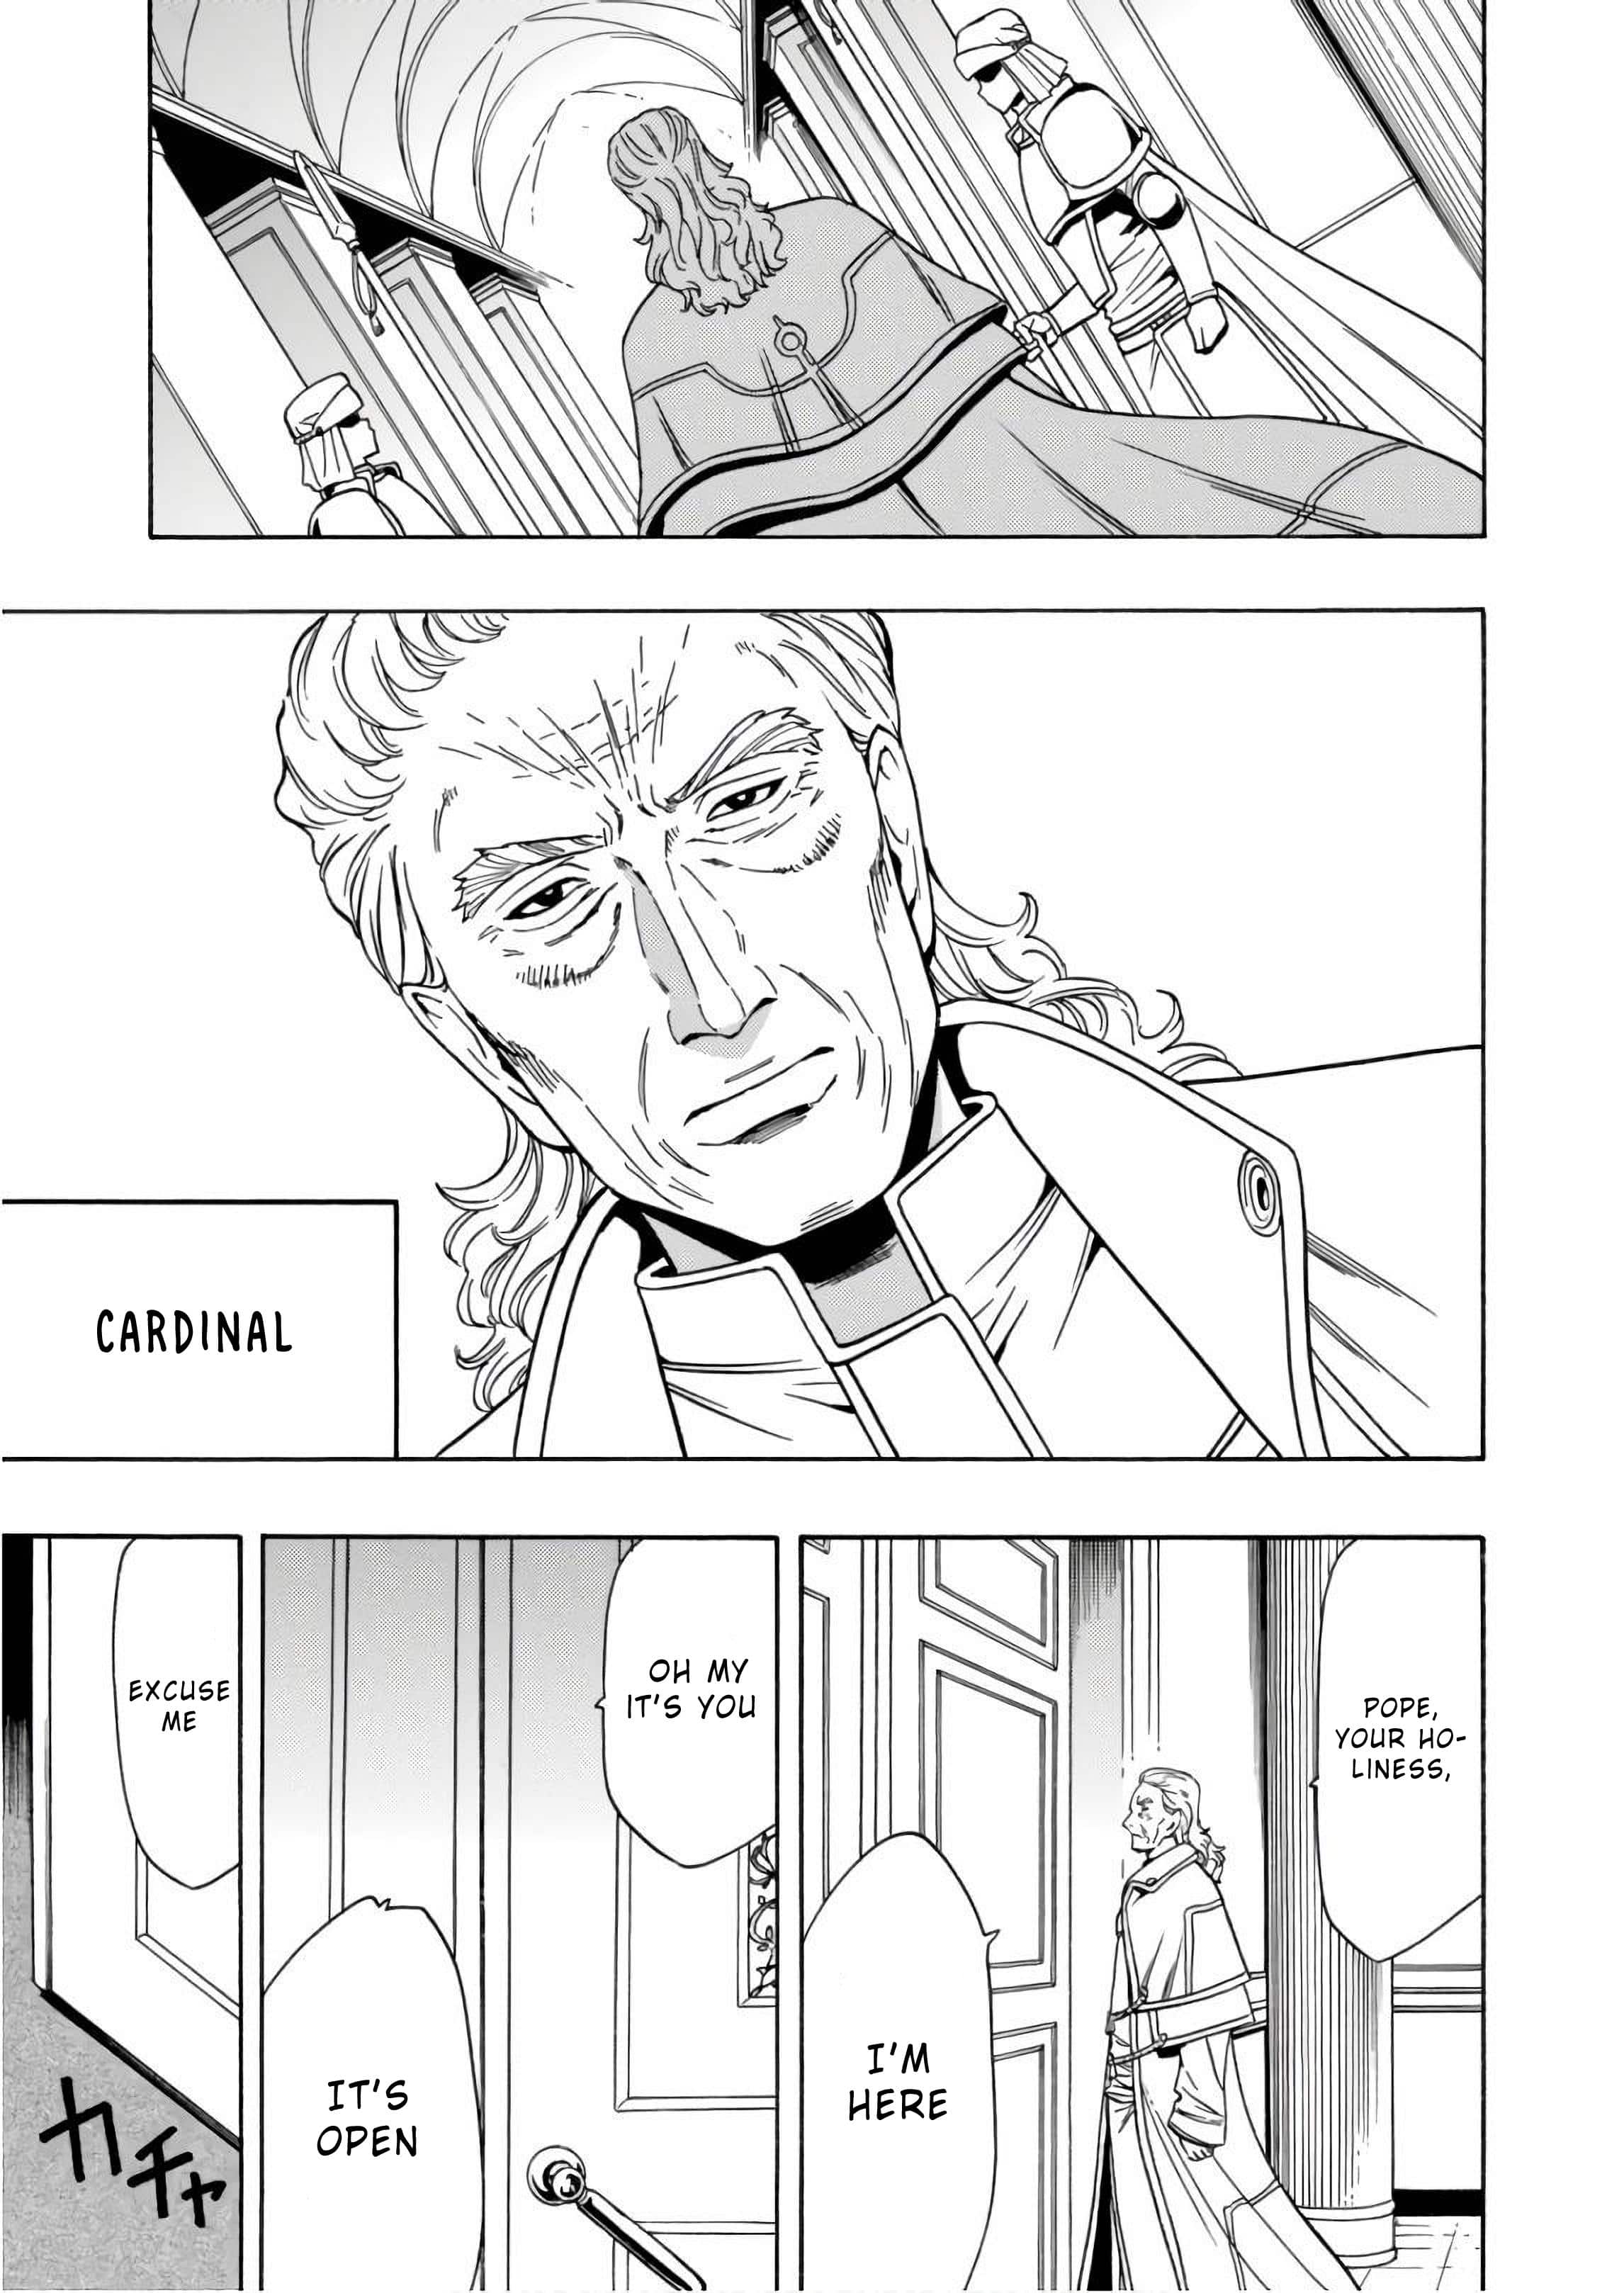 CARDINAL
POPE,
YOUR HO-
LINESS,
I'M
HERE
OH MY
IT'S YOU
IT'S
OPEN
EXCUSE
ME
カチャ